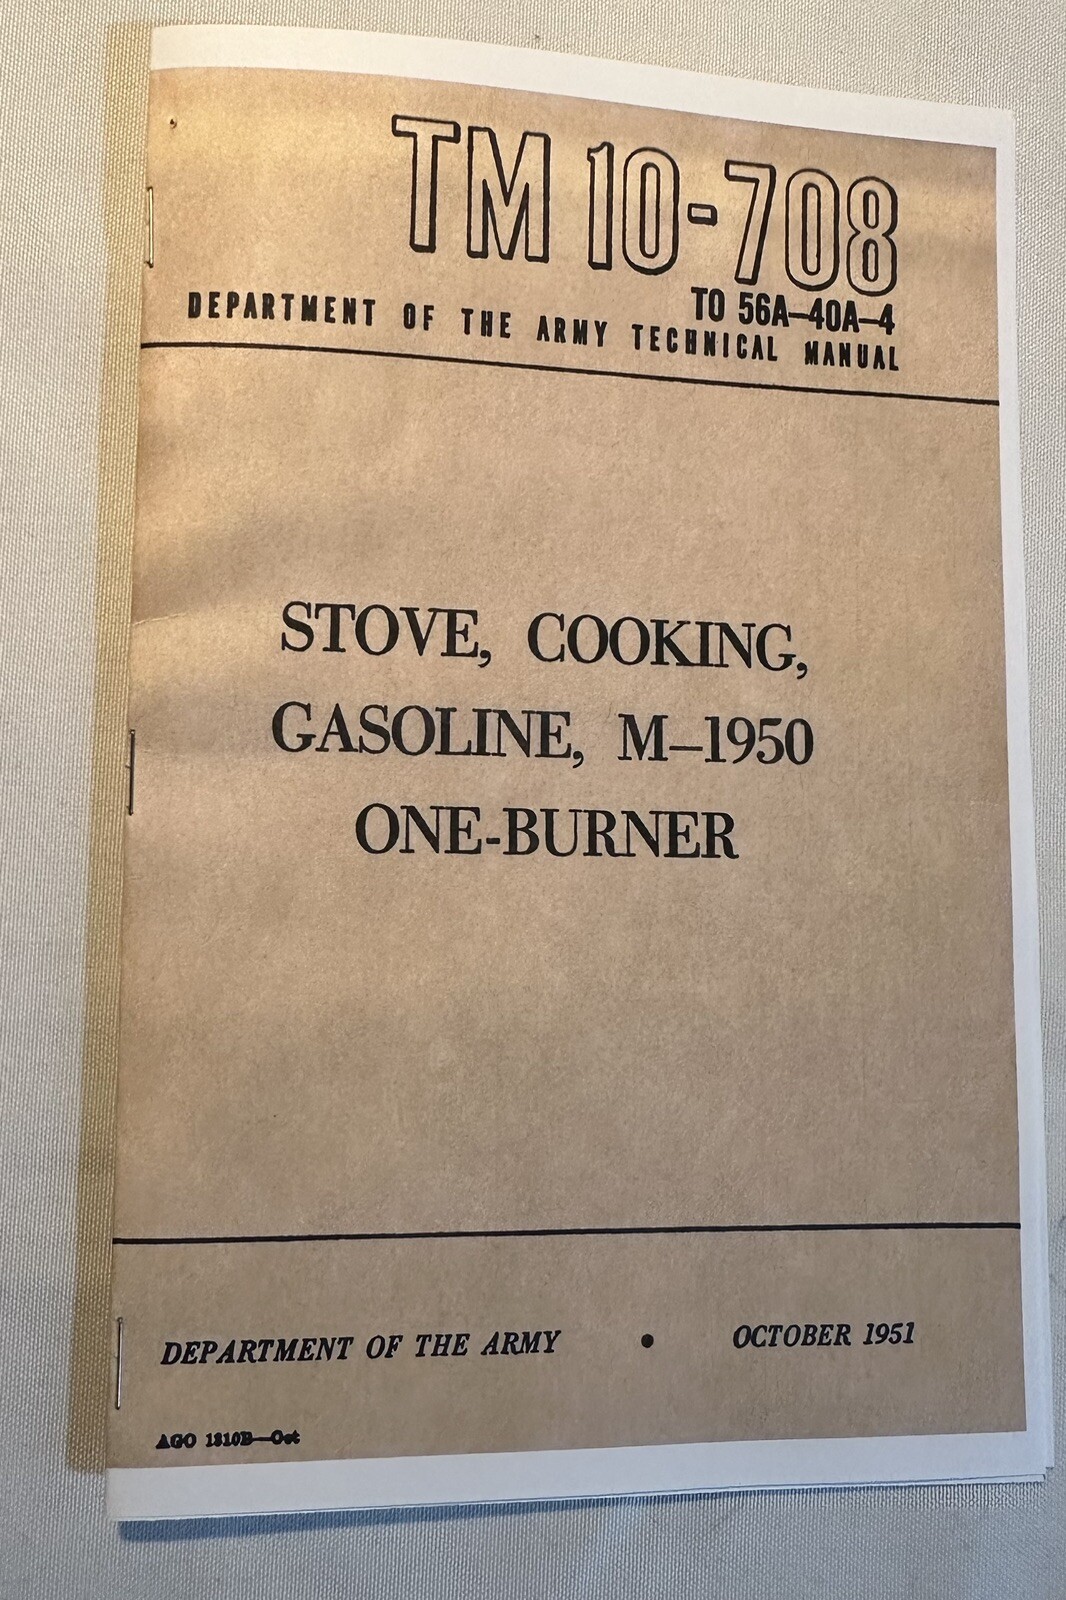 TM 10-708
TO 56A–40A–4
DEPARTMENT OF THE ARMY TECHNICAL MANUAL
STOVE, COOKING,
GASOLINE, M–1950
ONE-BURNER
DEPARTMENT OF THE ARMY • OCTOBER 1951
AGO 1310B—Oct